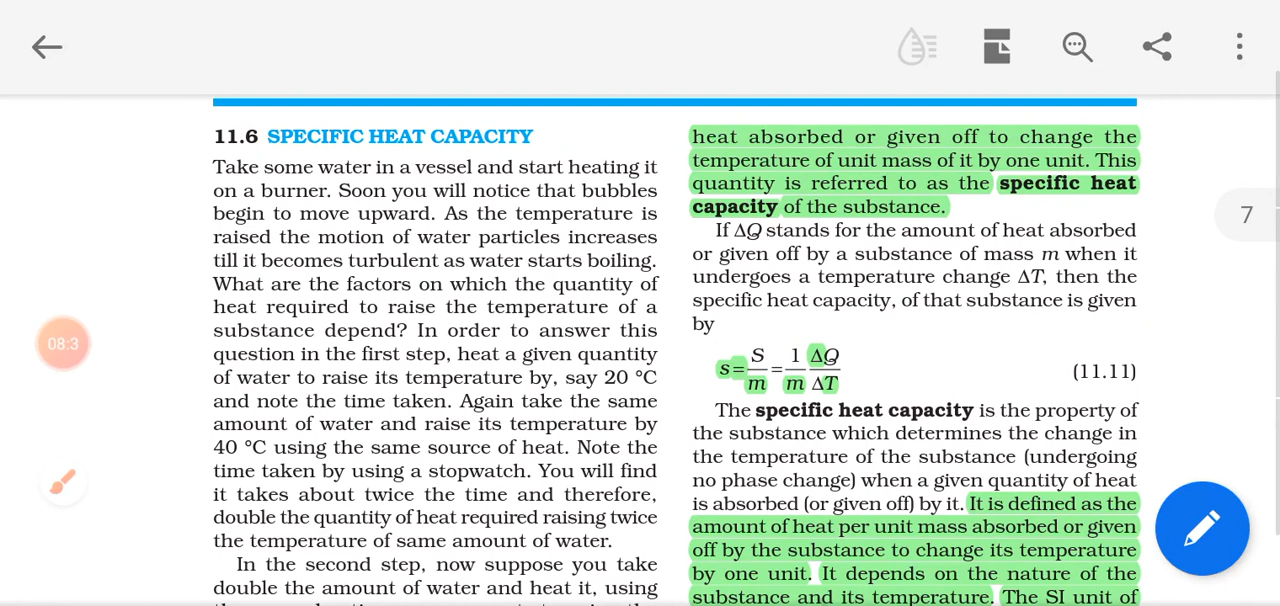 11.6 SPECIFIC HEAT CAPACITY
Take some water in a vessel and start heating it
on a burner. Soon you will notice that bubbles
begin to move upward. As the temperature is
raised the motion of water particles increases
till it becomes turbulent as water starts boiling.
What are the factors on which the quantity of
heat required to raise the temperature of a
substance depend? In order to answer this
question in the first step, heat a given quantity
of water to raise its temperature by, say 20 °C
and note the time taken. Again take the same
amount of water and raise its temperature by
40 °C using the same source of heat. Note the
time taken by using a stopwatch. You will find
it takes about twice the time and therefore,
double the quantity of heat required raising twice
the temperature of same amount of water.
In the second step, now suppose you take
double the amount of water and heat it, using
heat absorbed or given off to change the
temperature of unit mass of it by one unit. This
quantity is referred to as the specific heat
capacity of the substance.
If ΔQ stands for the amount of heat absorbed
or given off by a substance of mass m when it
undergoes a temperature change ΔT, then the
specific heat capacity, of that substance is given
by
s = S/m = 1/m ΔQ/ΔT (11.11)
The specific heat capacity is the property of
the substance which determines the change in
the temperature of the substance (undergoing
no phase change) when a given quantity of heat
is absorbed (or given off) by it. It is defined as the
amount of heat per unit mass absorbed or given
off by the substance to change its temperature
by one unit. It depends on the nature of the
substance and its temperature. The SI unit of
7
08:3